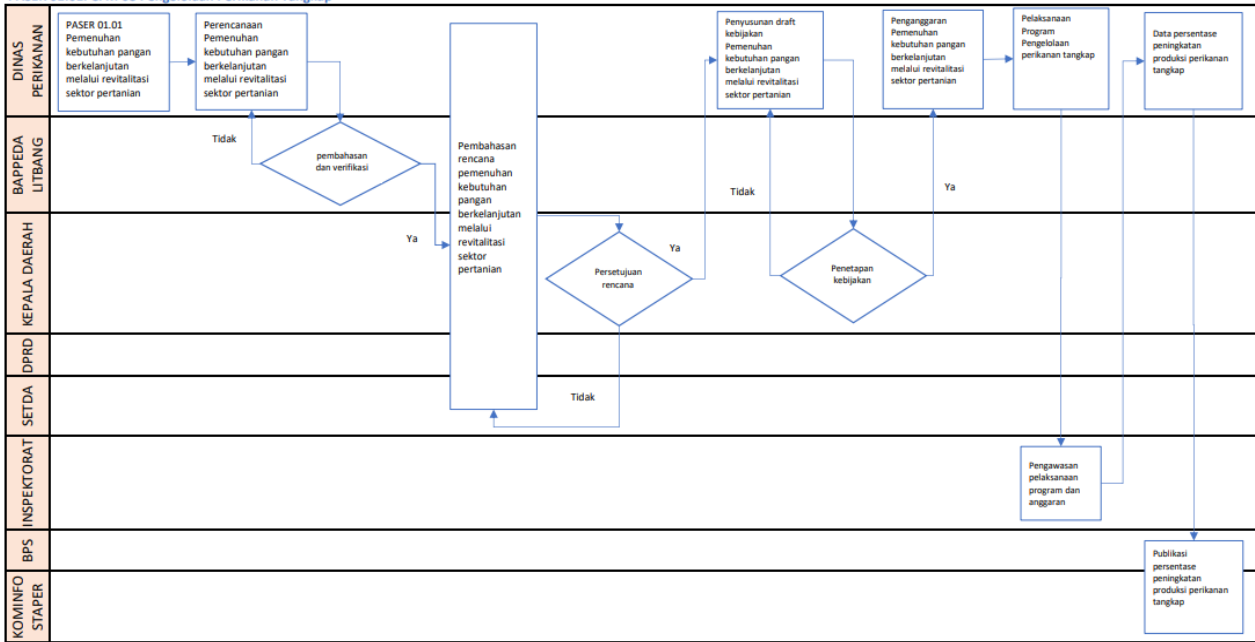 DINAS
PERIKANAN
PASER 01.01
Pemenuhan
kebutuhan pangan
berkelanjutan
melalui revitalitasi
sektor pertanian
Perencanaan
Pemenuhan
kebutuhan pangan
berkelanjutan
melalui revitalitasi
sektor pertanian
Penyusunan draft
kebijakan
Pemenuhan
kebutuhan pangan
berkelanjutan
melalui revitalitasi
sektor pertanian
Penganggaran
Pemenuhan
kebutuhan pangan
berkelanjutan
melalui revitalitasi
sektor pertanian
Pelaksanaan
Program
Pengelolaan
perikanan tangkap
Data persentase
peningkatan
produksi perikanan
tangkap
BAPPEDA
LITBANG
Tidak
pembahasan
dan verifikasi
Ya
Pembahasan
rencana
pemenuhan
kebutuhan
pangan
berkelanjutan
melalui
revitalitasi
sektor
pertanian
Tidak
Ya
KEPALA DAERAH
Persetujuan
rencana
Ya
Penetapan
kebijakan
DPRD
SETDA
Tidak
INSPEKTORAT
Pengawasan
pelaksanaan
program dan
anggaran
BPS
Publikasi
persentase
peningkatan
produksi perikanan
tangkap
KOMINFO
STAPER